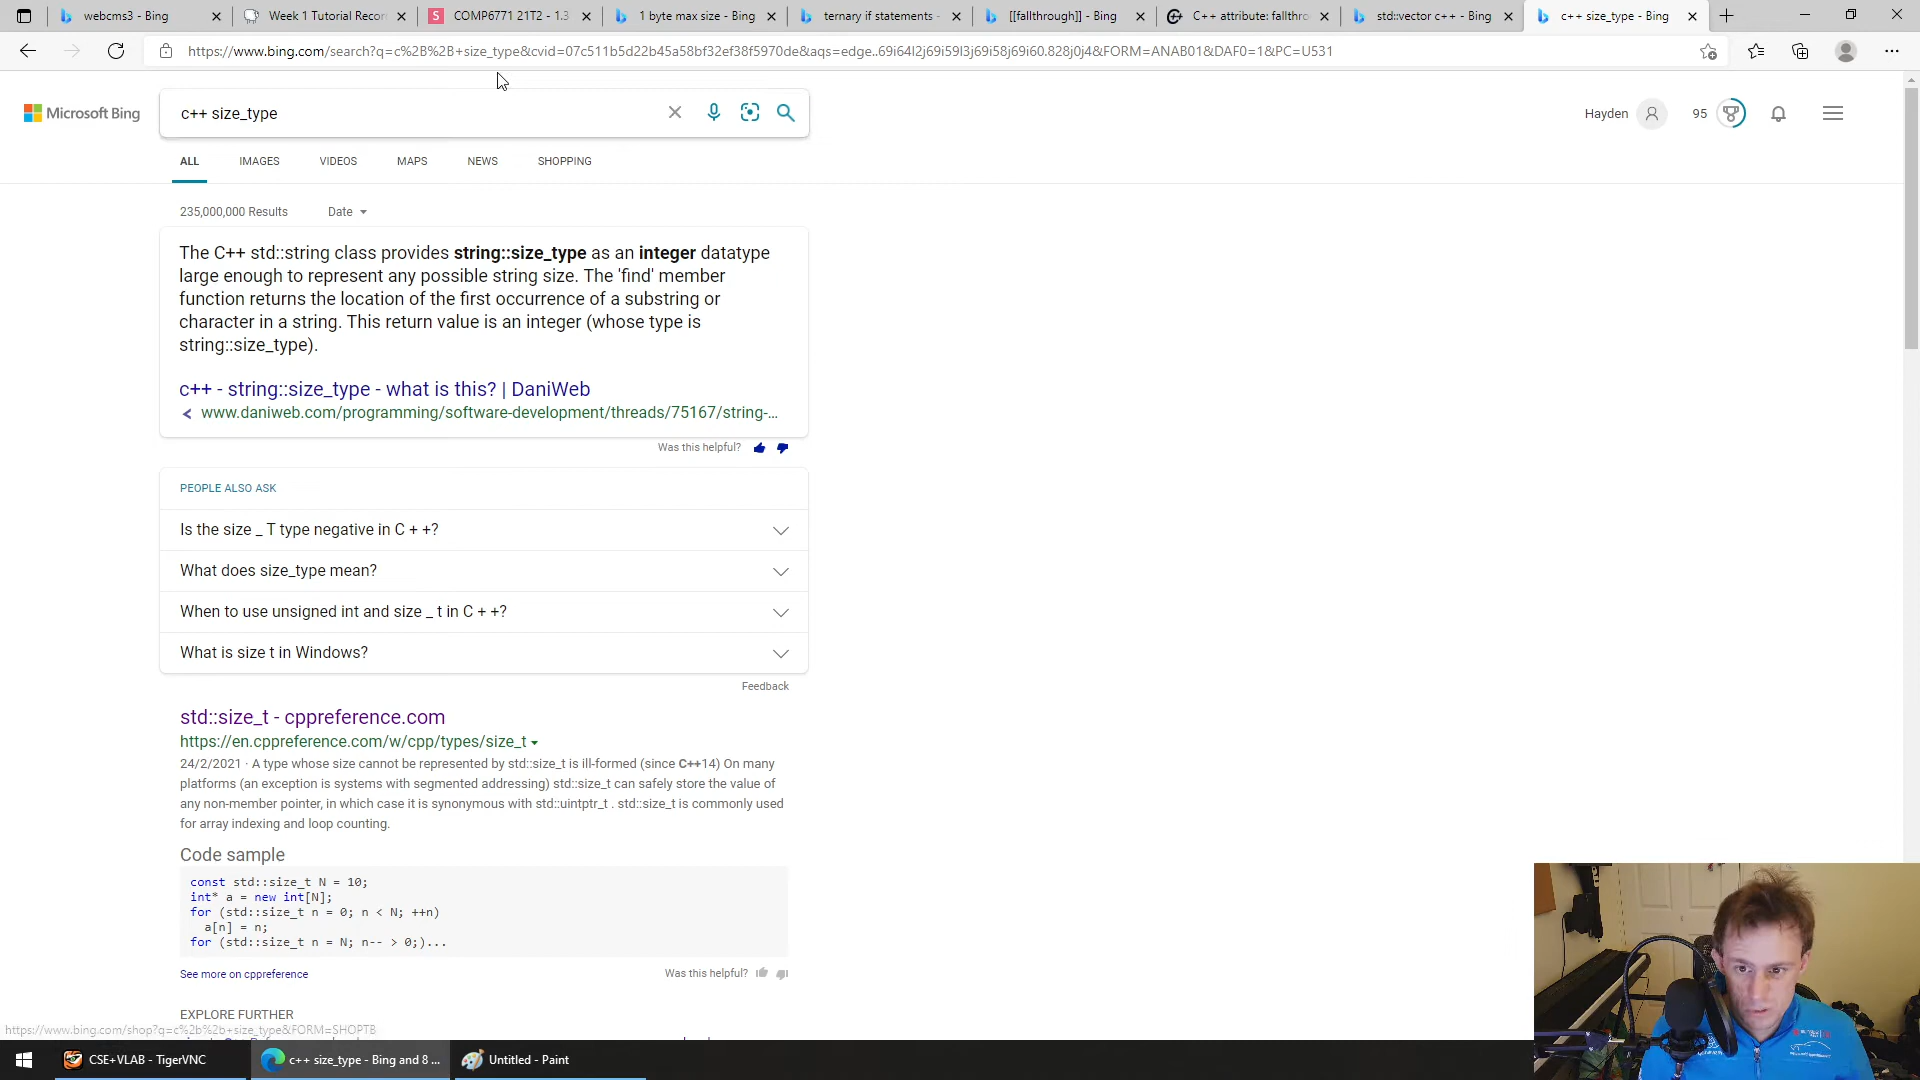 webcms3 - Bing
Week 1 Tutorial Recor
COMP6771 21T2 - 1.3
1 byte max size - Bing
ternary if statements -
[[fallthrough]] - Bing
C++ attribute: fallthro
std::vector c++ - Bing
c++ size_type - Bing
https://www.bing.com/search?q=c%2B%2B+size_type&cvid=07c511b5d22b45a58bf32ef38f5970de&aqs=edge..69i64l2j69i59l3j69i58j69i60.828j0j4&FORM=ANAB01&DAF0=1&PC=U531
Microsoft Bing
c++ size_type
Hayden
95
ALL
IMAGES
VIDEOS
MAPS
NEWS
SHOPPING
235,000,000 Results
Date
The C++ std::string class provides string::size_type as an integer datatype
large enough to represent any possible string size. The 'find' member
function returns the location of the first occurrence of a substring or
character in a string. This return value is an integer (whose type is
string::size_type).
c++ - string::size_type - what is this? | DaniWeb
www.daniweb.com/programming/software-development/threads/75167/string-...
Was this helpful?
PEOPLE ALSO ASK
Is the size _ T type negative in C + +?
What does size_type mean?
When to use unsigned int and size _ t in C + +?
What is size t in Windows?
Feedback
std::size_t - cppreference.com
https://en.cppreference.com/w/cpp/types/size_t
24/2/2021 · A type whose size cannot be represented by std::size_t is ill-formed (since C++14) On many
platforms (an exception is systems with segmented addressing) std::size_t can safely store the value of
any non-member pointer, in which case it is synonymous with std::uintptr_t . std::size_t is commonly used
for array indexing and loop counting.
Code sample
const std::size_t N = 10;
int* a = new int[N];
for (std::size_t n = 0; n < N; ++n)
a[n] = n;
for (std::size_t n = N; n-- > 0;)...
See more on cppreference
Was this helpful?
EXPLORE FURTHER
https://www.bing.com/shop?q=c%2b%2b+size_type&FORM=SHOPTB
CSE+VLAB - TigerVNC
c++ size_type - Bing and 8 ...
Untitled - Paint